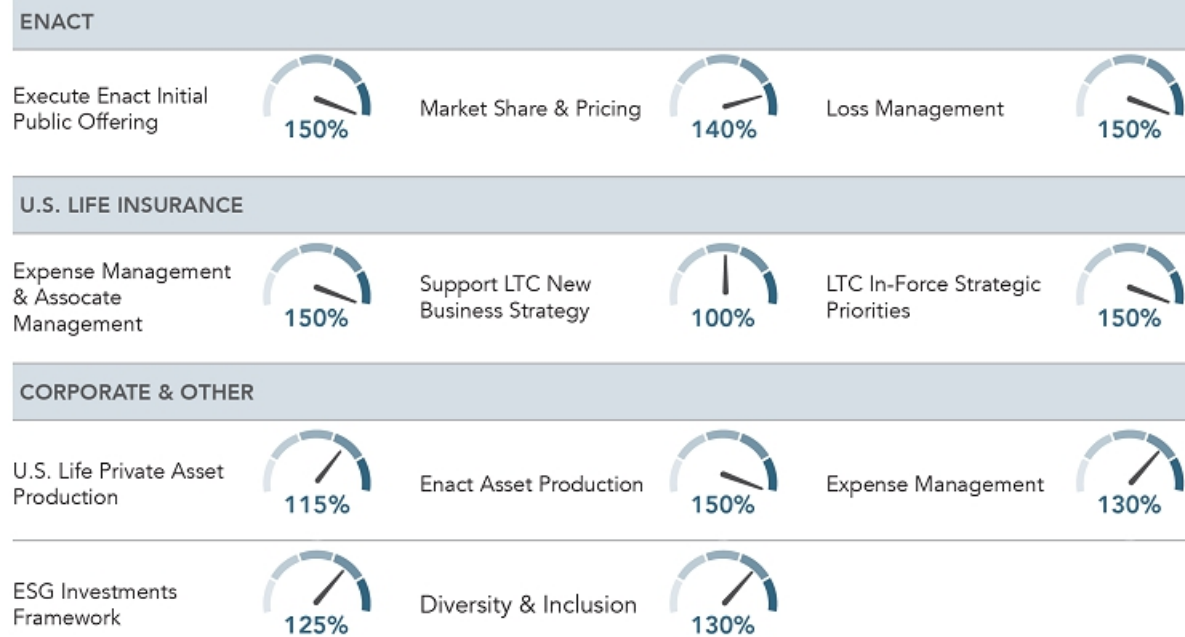 ENACT
Execute Enact Initial
Public Offering
150%
Market Share & Pricing
140%
Loss Management
150%
U.S. LIFE INSURANCE
Expense Management
& Assocate
Management
150%
Support LTC New
Business Strategy
100%
LTC In-Force Strategic
Priorities
150%
CORPORATE & OTHER
U.S. Life Private Asset
Production
115%
Enact Asset Production
150%
Expense Management
130%
ESG Investments
Framework
125%
Diversity & Inclusion
130%